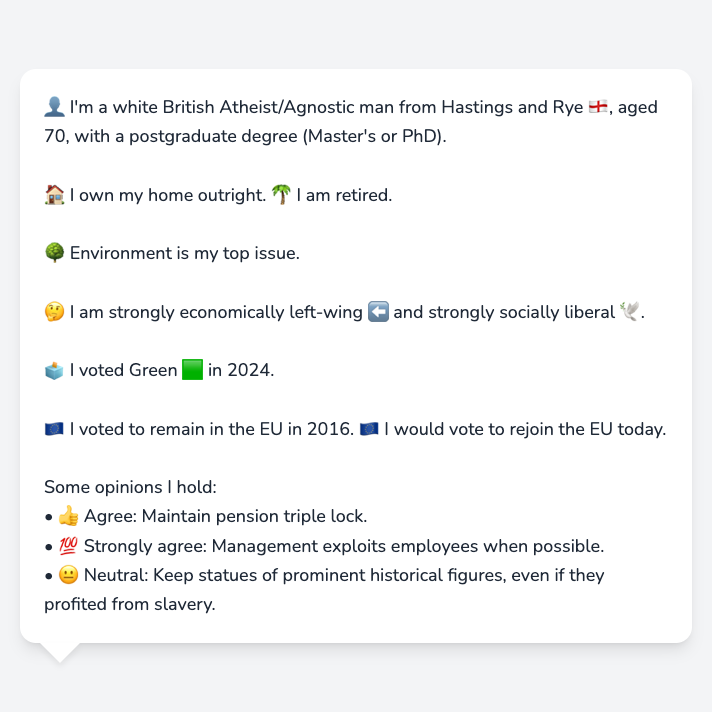 👤 I'm a white British Atheist/Agnostic man from Hastings and Rye 🏴󠁧󠁢󠁥󠁮󠁧󠁿, aged
70, with a postgraduate degree (Master's or PhD).
🏠 I own my home outright. 🌴 I am retired.
🌳 Environment is my top issue.
🤔 I am strongly economically left-wing ⬅️ and strongly socially liberal 🕊️.
🗳️ I voted Green 🟩 in 2024.
🇪🇺 I voted to remain in the EU in 2016. 🇪🇺 I would vote to rejoin the EU today.
Some opinions I hold:
• 👍 Agree: Maintain pension triple lock.
• 💯 Strongly agree: Management exploits employees when possible.
• 😐 Neutral: Keep statues of prominent historical figures, even if they
profited from slavery.